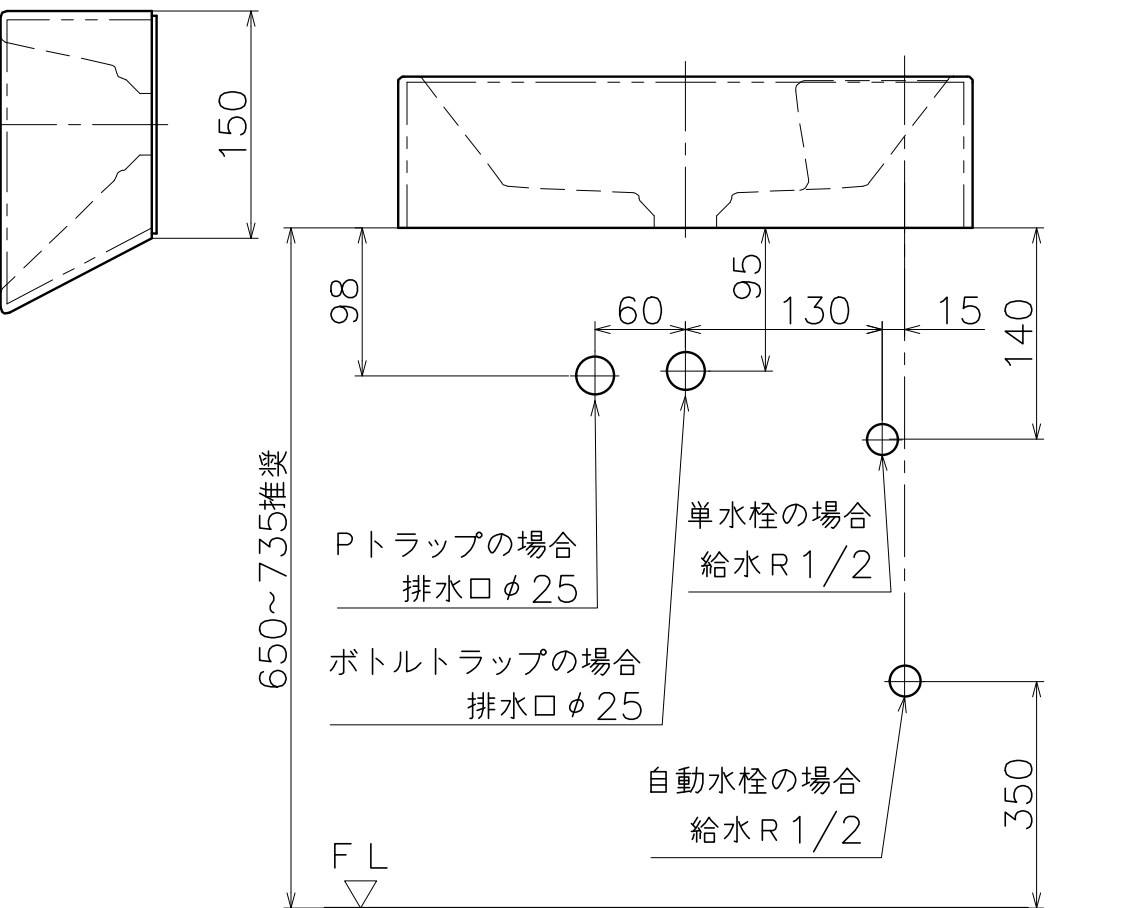 150
98
60
95
130
15
140
650~735推奨
Pトラップの場合
排水口φ25
単水栓の場合
給水R1/2
ボトルトラップの場合
排水口φ25
自動水栓の場合
給水R1/2
350
FL